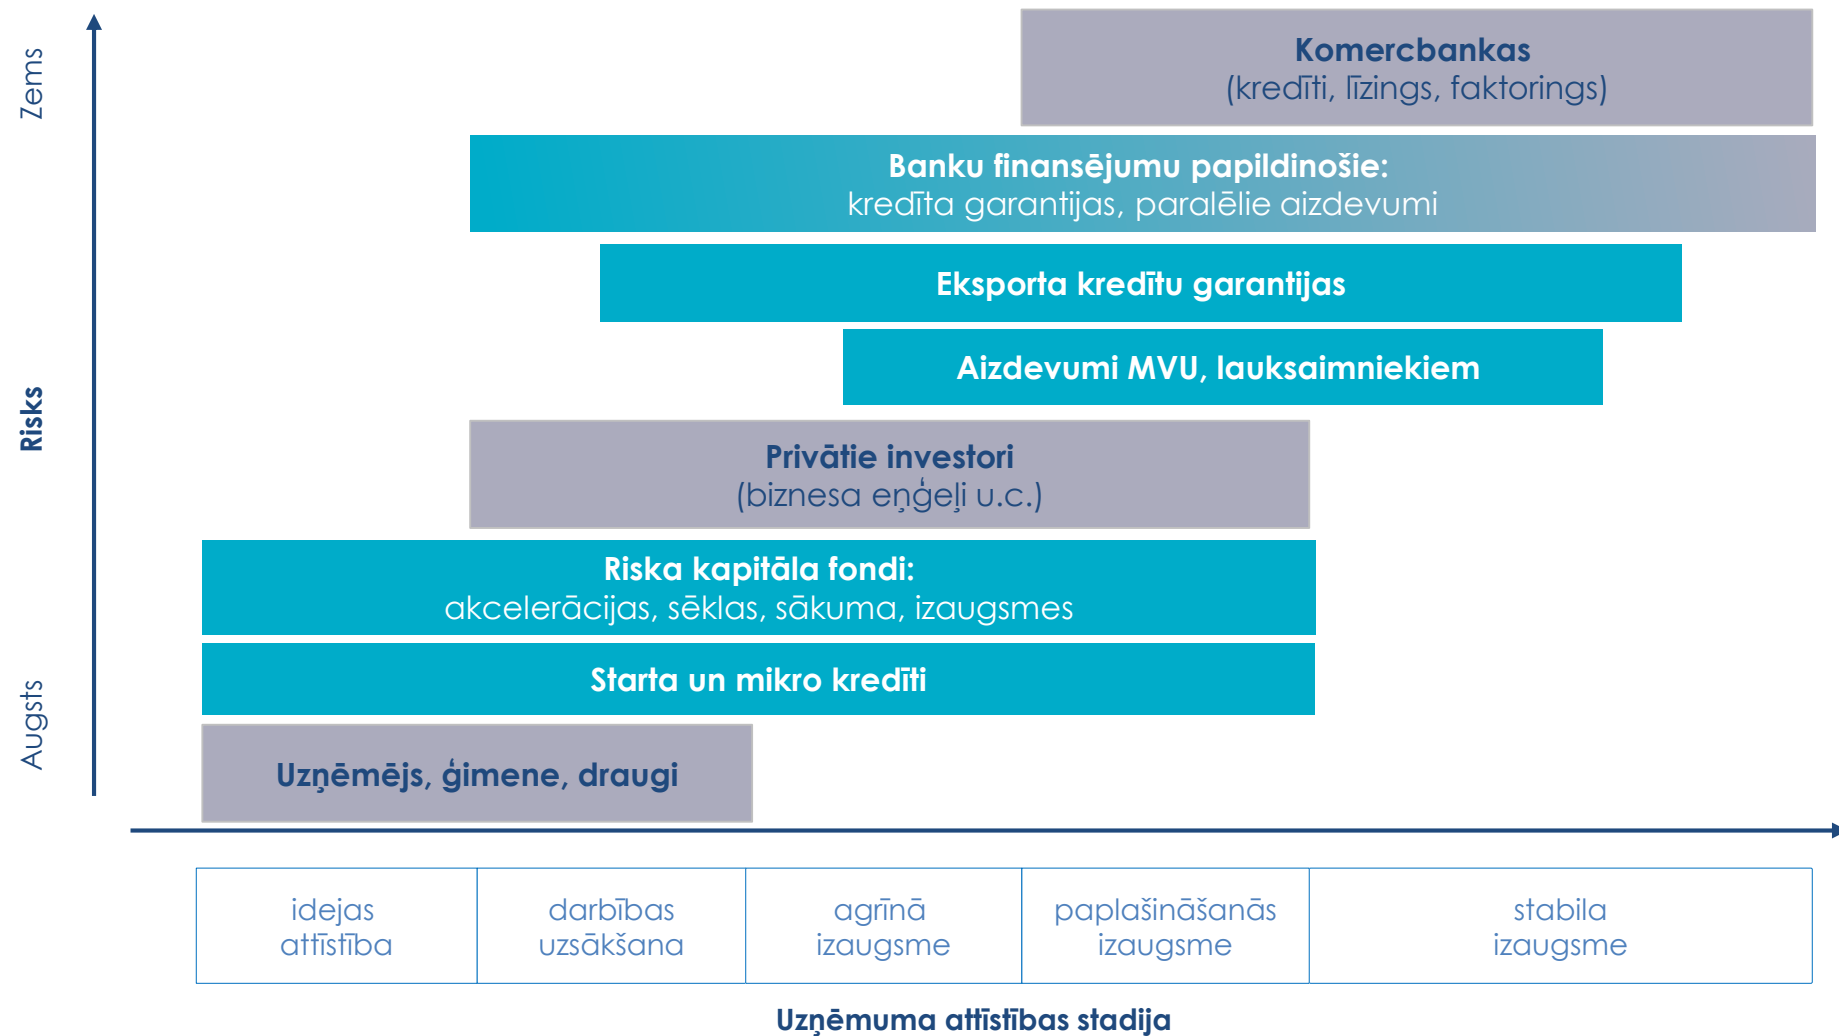 Zems
Risks
Augsts
Komercbankas
(kredīti, līzings, faktorings)
Banku finansējumu papildinošie:
kredīta garantijas, paralēlie aizdevumi
Eksporta kredītu garantijas
Aizdevumi MVU, lauksaimniekiem
Privātie investori
(biznesa eņģeļi u.c.)
Riska kapitāla fondi:
akcelerācijas, sēklas, sākuma, izaugsmes
Starta un mikro kredīti
Uzņēmējs, ģimene, draugi
idejas
attīstība
darbības
uzsākšana
agrīnā
izaugsme
paplašināšanās
izaugsme
stabila
izaugsme
Uzņēmuma attīstības stadija